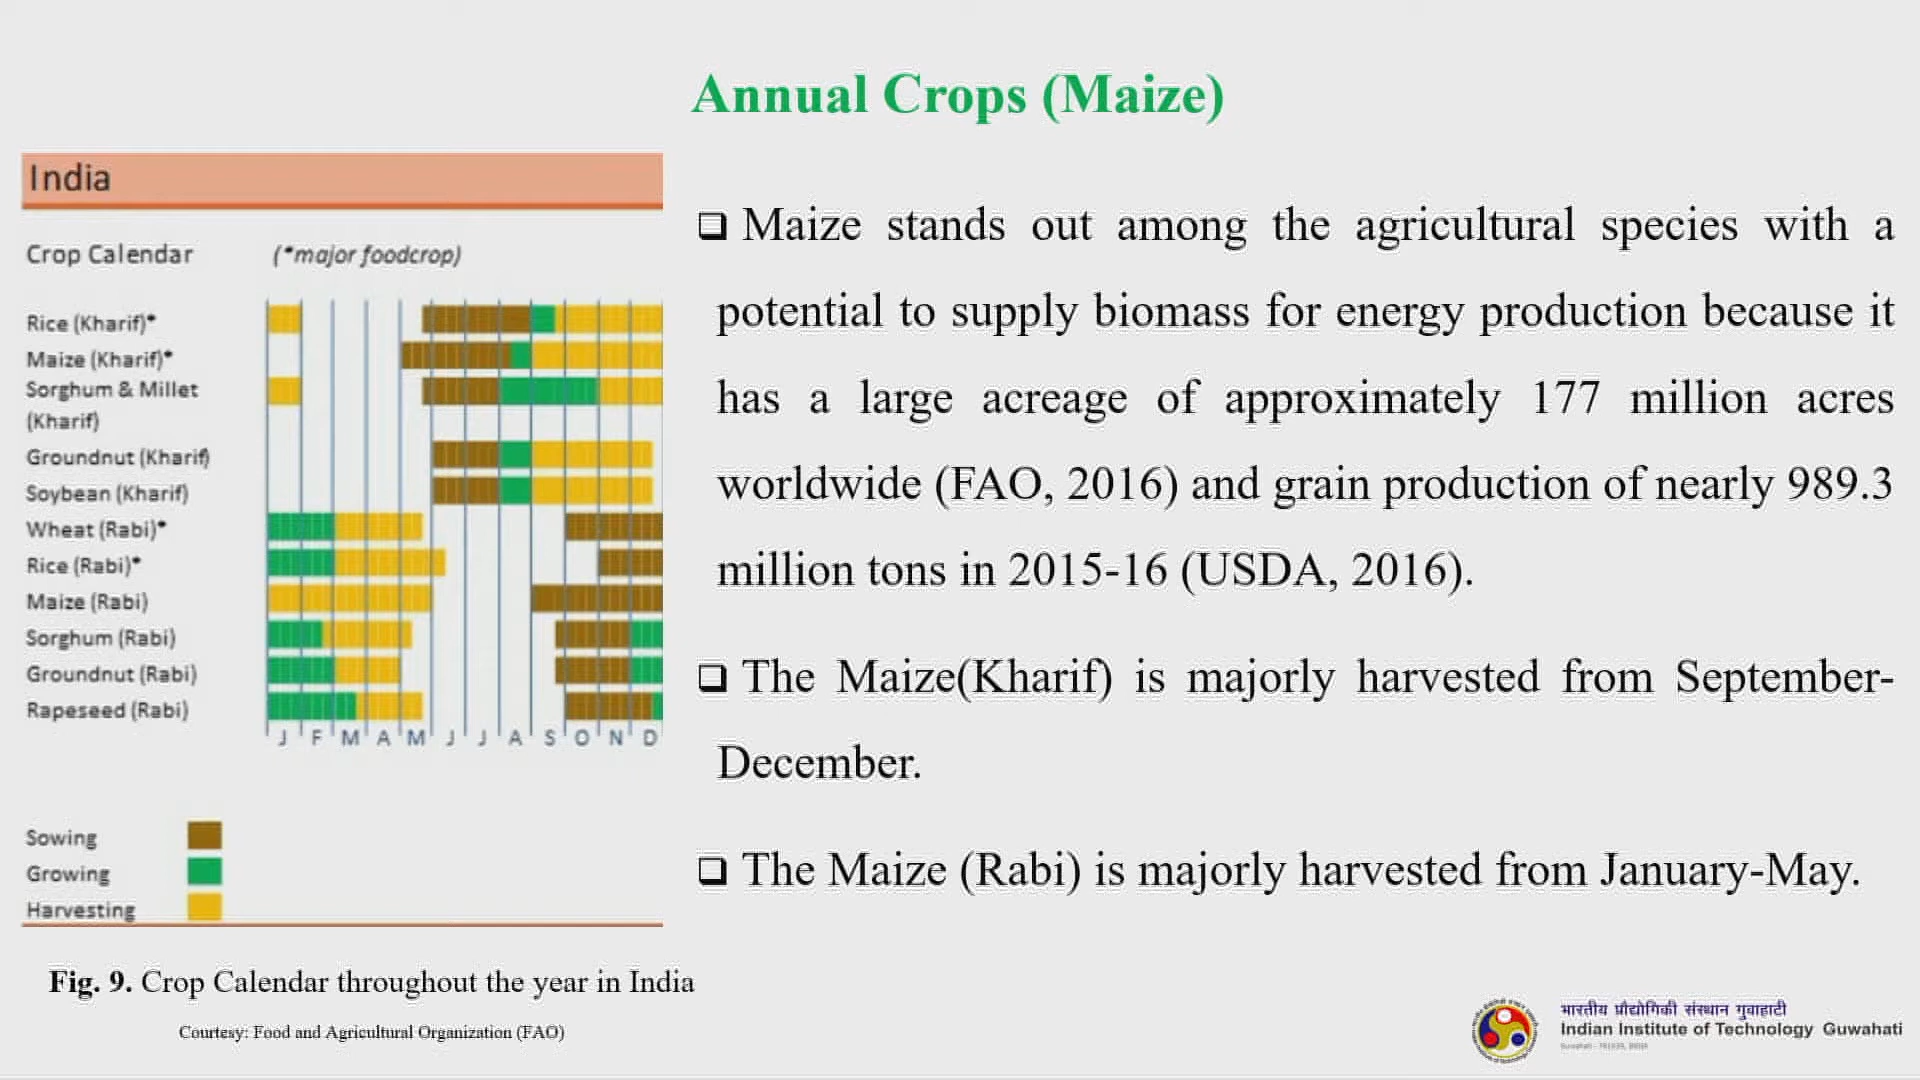 Annual Crops (Maize)
India
Crop Calendar (*major foodcrop)
Rice (Kharif)*
Maize (Kharif)*
Sorghum & Millet
(Kharif)
Groundnut (Kharif)
Soybean (Kharif)
Wheat (Rabi)*
Rice (Rabi)*
Maize (Rabi)
Sorghum (Rabi)
Groundnut (Rabi)
Rapeseed (Rabi)
J F M A M J J A S O N D
Sowing
Growing
Harvesting
Fig. 9. Crop Calendar throughout the year in India
Courtesy: Food and Agricultural Organization (FAO)
❑ Maize stands out among the agricultural species with a
potential to supply biomass for energy production because it
has a large acreage of approximately 177 million acres
worldwide (FAO, 2016) and grain production of nearly 989.3
million tons in 2015-16 (USDA, 2016).
❑ The Maize(Kharif) is majorly harvested from September-
December.
❑ The Maize (Rabi) is majorly harvested from January-May.
भारतीय प्रौद्योगिकी संस्थान गुवाहाटी
Indian Institute of Technology Guwahati